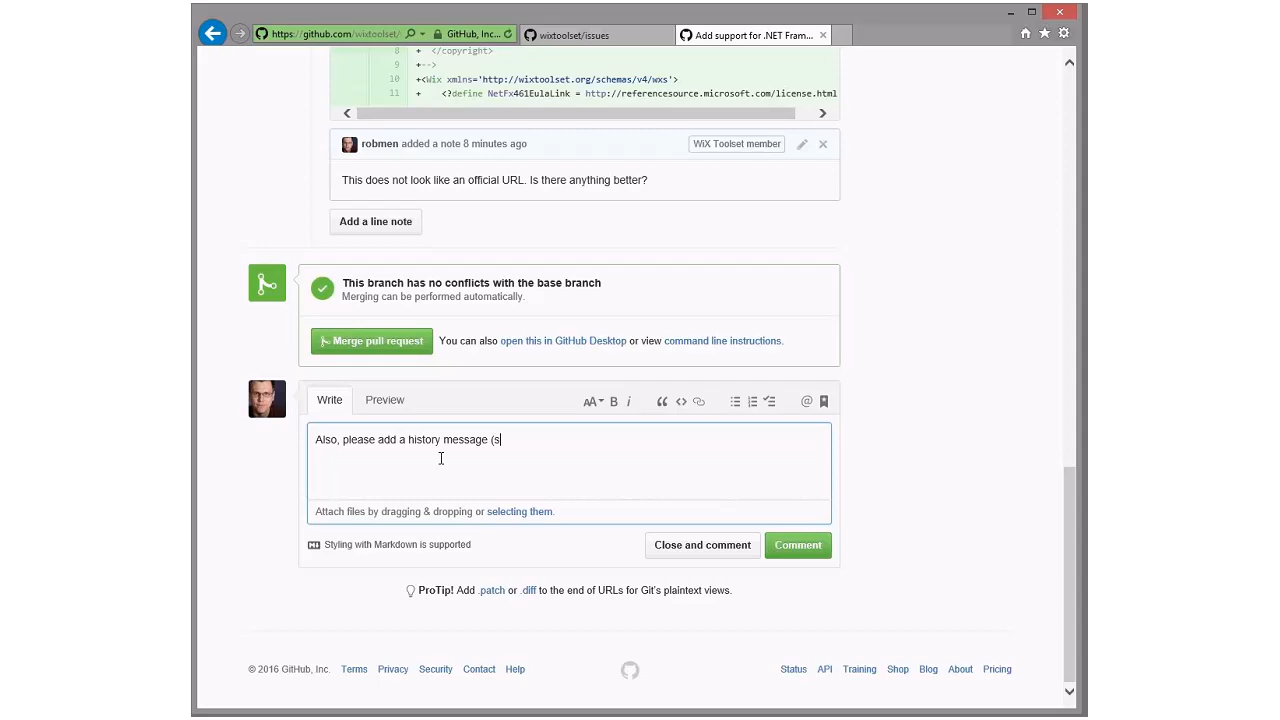 https://github.com/wixtoolset/
GitHub, Inc...
wixtoolset/issues
Add support for .NET Fram...
8 + </copyright>
9 +-->
10 +<Wix xmlns='http://wixtoolset.org/schemas/v4/wxs'>
11 + <?define NetFx461EulaLink = http://referencesource.microsoft.com/license.html
robmen added a note 8 minutes ago
WiX Toolset member
This does not look like an official URL. Is there anything better?
Add a line note
This branch has no conflicts with the base branch
Merging can be performed automatically.
Merge pull request
You can also open this in GitHub Desktop or view command line instructions.
Write
Preview
AA B i
Also, please add a history message (s
Attach files by dragging & dropping or selecting them.
Styling with Markdown is supported
Close and comment
Comment
ProTip! Add .patch or .diff to the end of URLs for Git's plaintext views.
© 2016 GitHub, Inc. Terms Privacy Security Contact Help
Status API Training Shop Blog About Pricing